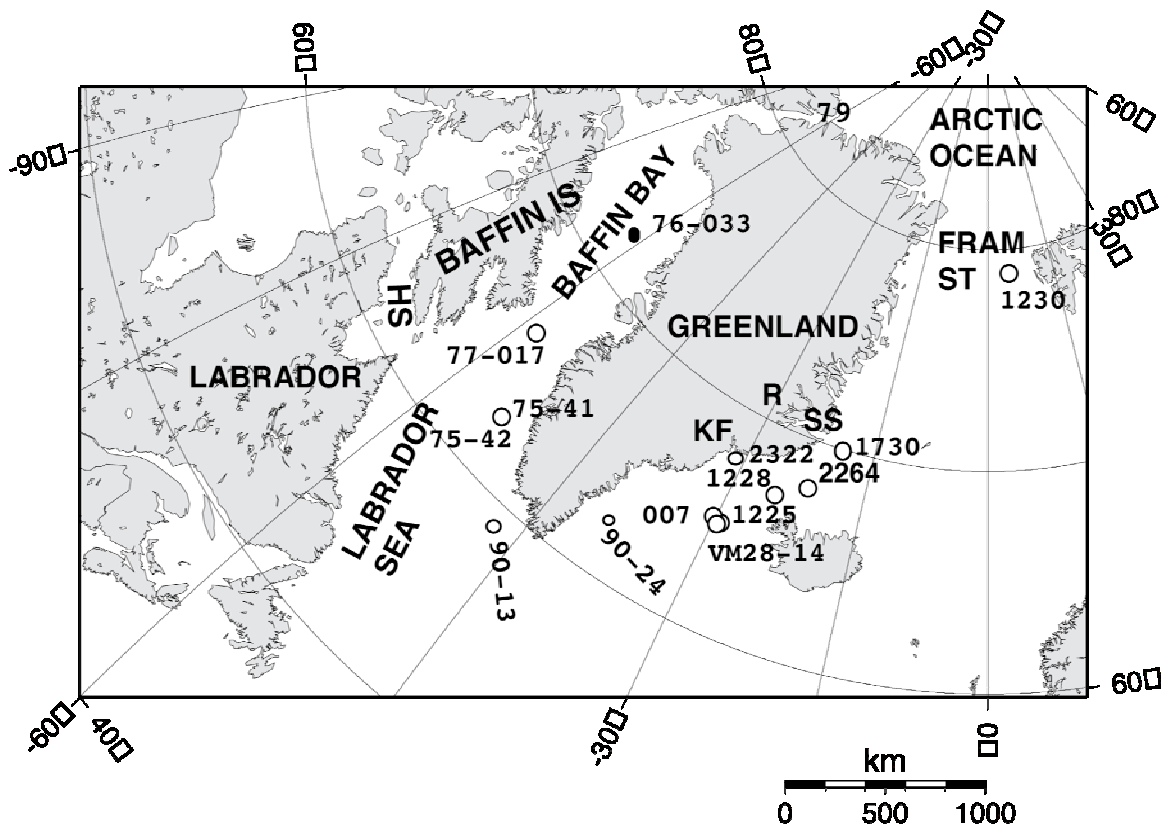 60□
80□
-60□
-30□
60□
-90□
79
ARCTIC
OCEAN
80□
30□
BAFFIN IS
BAFFIN BAY
76-033
FRAM
ST
1230
HS
GREENLAND
77-017
LABRADOR
75-41
75-42
R
SS
KF
2322
1730
1228
2264
LABRADOR
SEA
007
1225
VM28-14
90-13
90-24
60□
-60□
40□
-30□
0□
km
0 500 1000